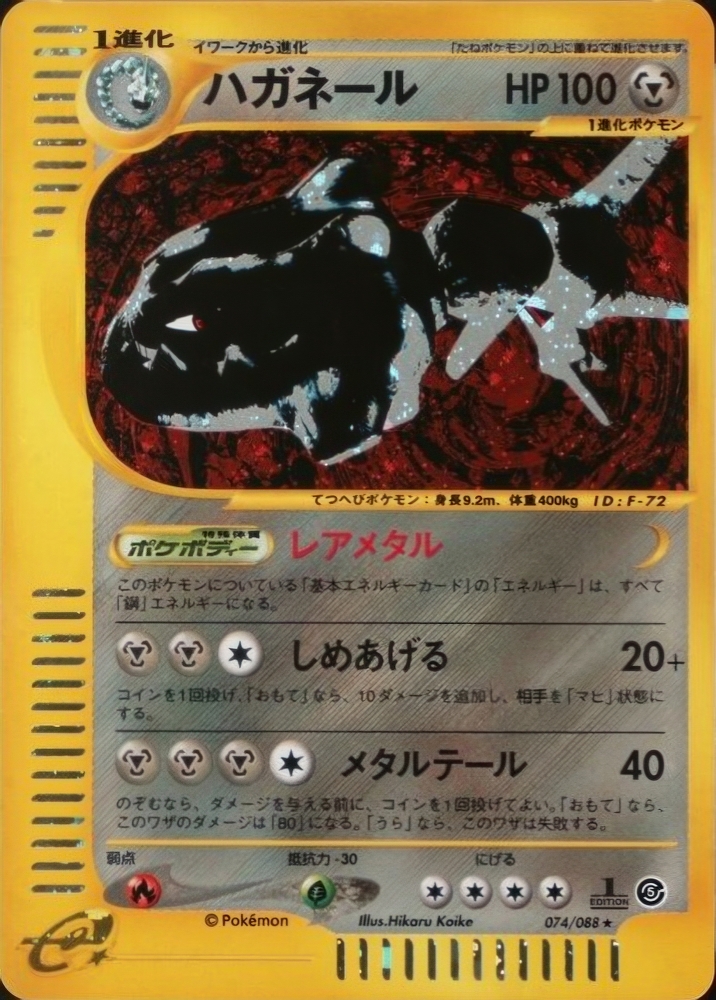 1進化
イワークから進化
「たねポケモン」の上に重ねて進化させます。
ハガネール HP100
1進化ポケモン
てつへびポケモン：身長9.2m、体重400kg ID:F-72
特殊体質
ポケボディー レアメタル
このポケモンについている「基本エネルギーカード」の「エネルギー」は、すべて
「鋼」エネルギーになる。
しめあげる 20+
コインを1回投げ、「おもて」なら、10ダメージを追加し、相手を「マヒ」状態に
する。
メタルテール 40
のぞむなら、ダメージを与える前に、コインを1回投げてよい。「おもて」なら、
このワザのダメージは「80」になる。「うら」なら、このワザは失敗する。
弱点 抵抗力-30 にげる
1
EDITION
5
© Pokémon Illus.Hikaru Koike 074/088★
e